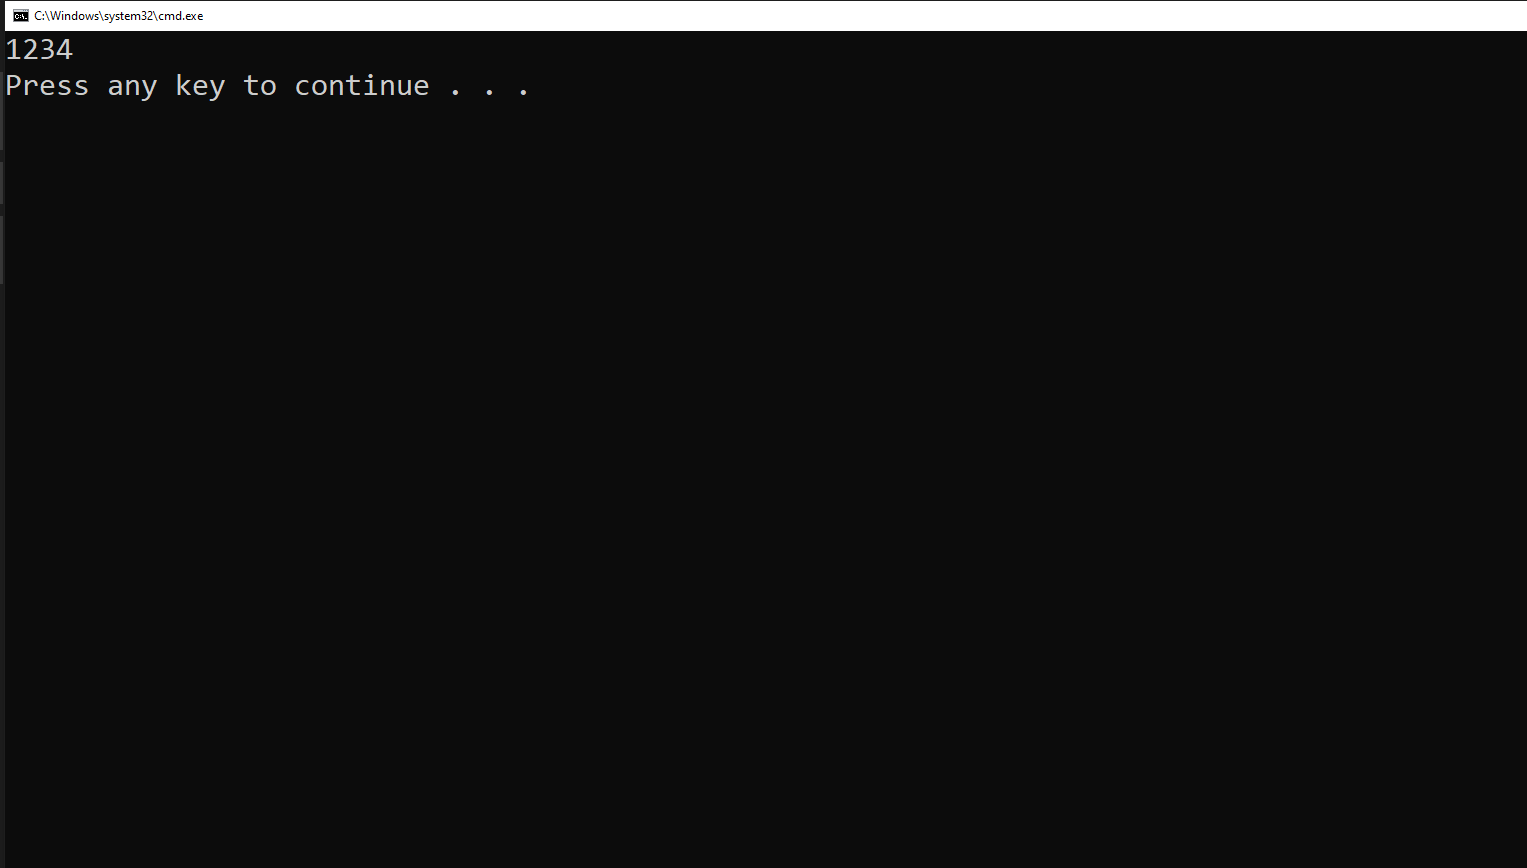 C:\Windows\system32\cmd.exe
1234
Press any key to continue . . .